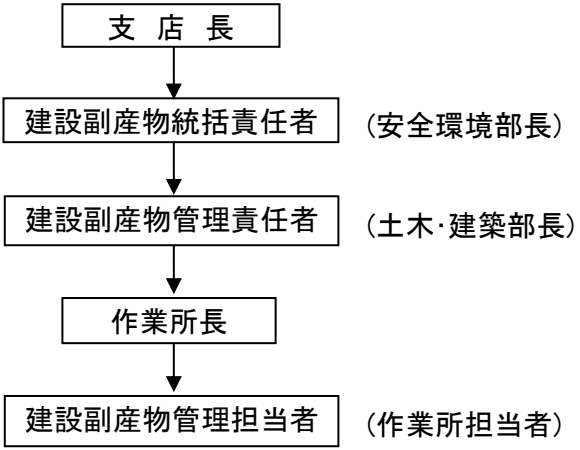 支 店 長
建設副産物統括責任者 (安全環境部長)
建設副産物管理責任者 (土木･建築部長)
作業所長
建設副産物管理担当者 (作業所担当者)